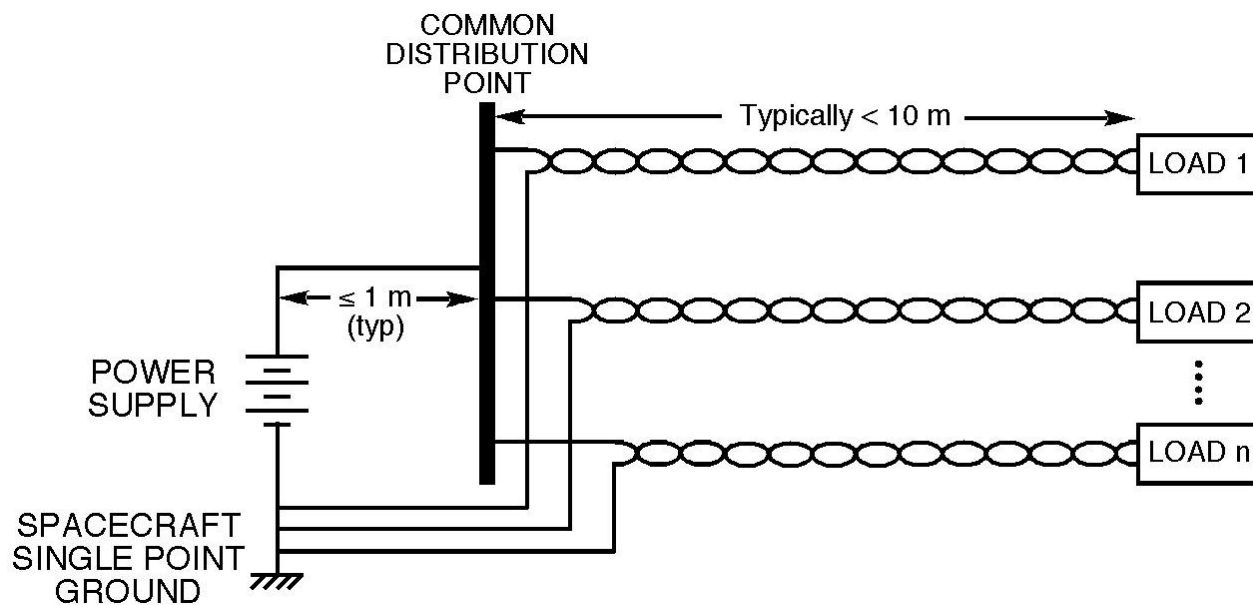 COMMON
DISTRIBUTION
POINT
Typically < 10 m
LOAD 1
≤ 1 m
(typ)
LOAD 2
POWER
SUPPLY
LOAD n
SPACECRAFT
SINGLE POINT
GROUND